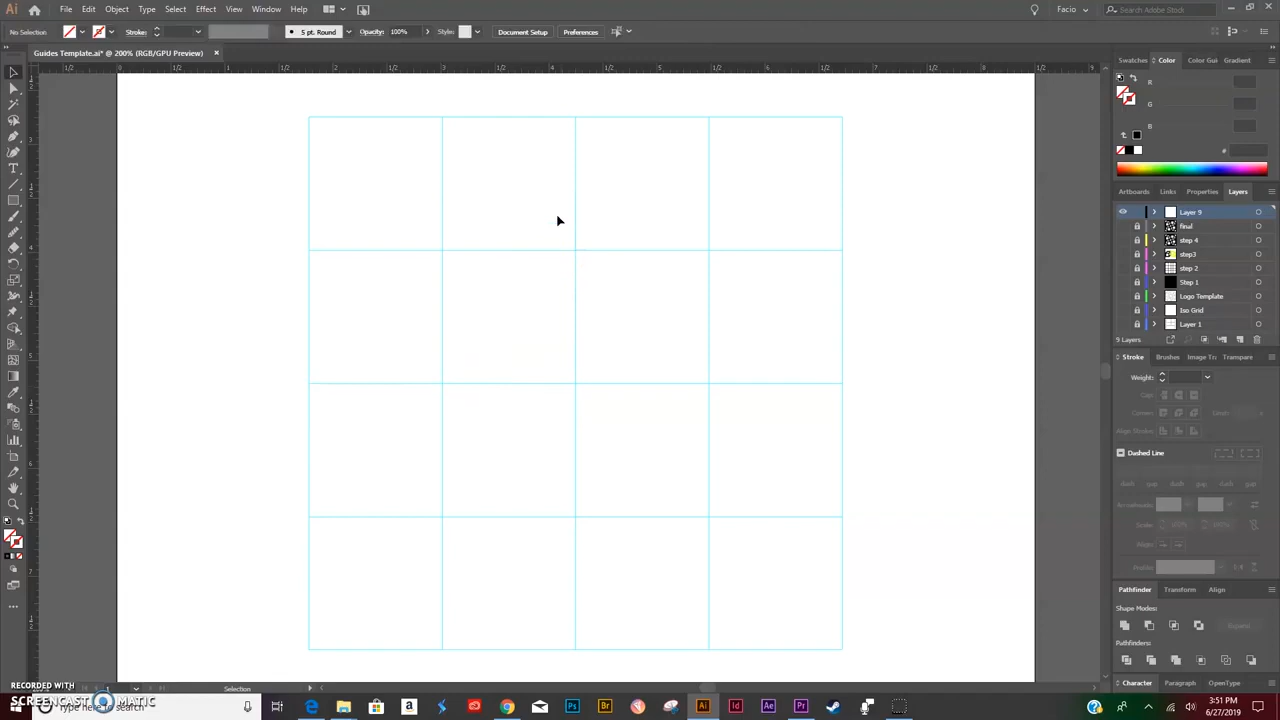 Ai File Edit Object Type Select Effect View Window Help Facio Search Adobe Stock
No Selection Stroke: 5 pt. Round Opacity: 100% Style: Document Setup Preferences
Guides Template.ai* @ 200% (RGB/GPU Preview)
Swatches Color Color Gui Gradient
R
G
B
#
Artboards Links Properties Layers
Layer 9
final
step 4
step3
step 2
Step 1
Logo Template
Iso Grid
Layer 1
9 Layers
Stroke Brushes Image Tr Transpare
Weight:
Cap:
Corner: Limit:
Align Stroke:
Dashed Line
dash gap dash gap dash gap
Arrowheads:
Scale: 100% 100%
Align:
Profile:
Pathfinder Transform Align
Shape Modes:
Expand
Pathfinders:
Character Paragraph OpenType
Selection
RECORDED WITH
SCREENCAST MATIC
Type here to search
3:51 PM
6/27/2019